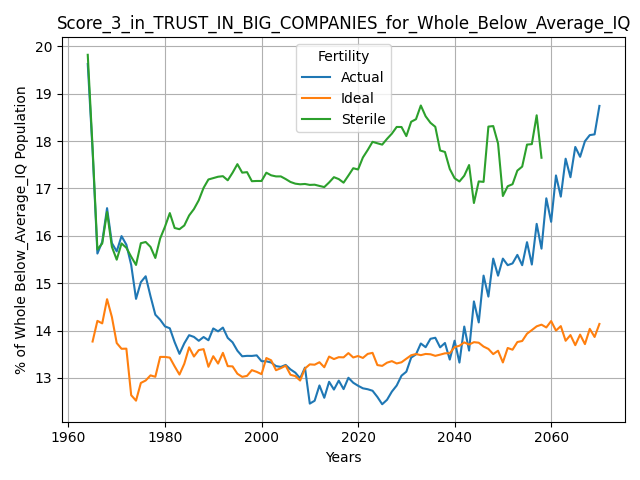 Score_3_in_TRUST_IN_BIG_COMPANIES_for_Whole_Below_Average_IQ
% of Whole Below_Average_IQ Population
20
19
18
17
16
15
14
13
Fertility
Actual
Ideal
Sterile
1960 1980 2000 2020 2040 2060
Years